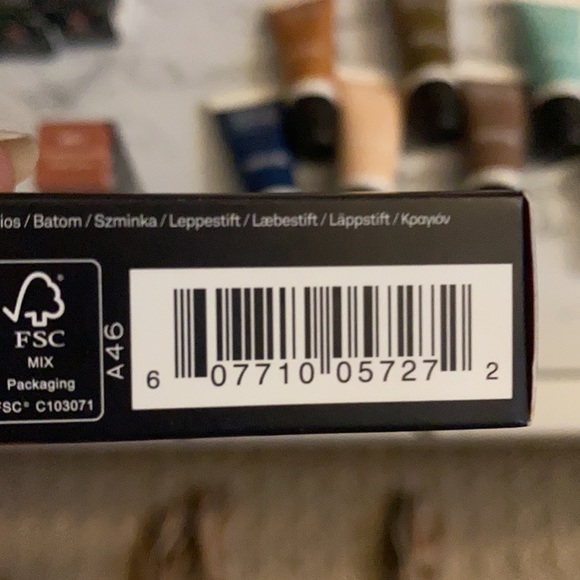 ios / Batom / Szminka / Leppestift / Læbestift / Läppstift / Κραγιόν
FSC
MIX
Packaging
FSC® C103071
A46
6 07710 05727 2